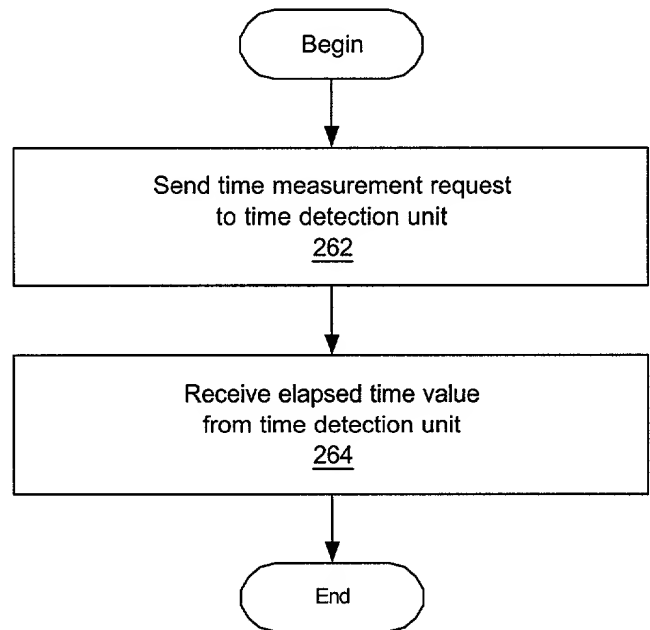 Begin
Send time measurement request
to time detection unit
262
Receive elapsed time value
from time detection unit
264
End